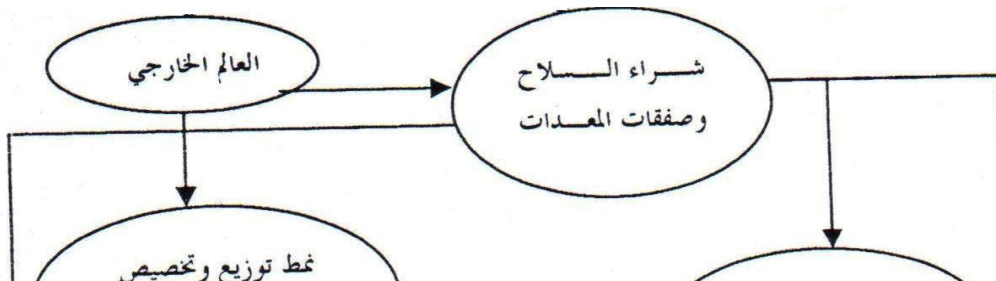 العالم الخارجي
شراء السلاح
وصفقات المعدات
نمط توزيع وتخصيص